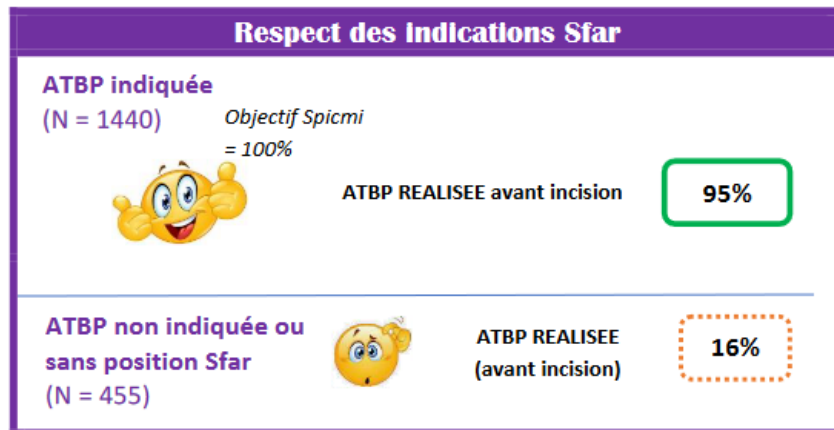 Respect des indications Sfar
ATBP indiquée
(N = 1440)
Objectif Spicmi
= 100%
ATBP REALISEE avant incision
95%
ATBP non indiquée ou
sans position Sfar
(N = 455)
ATBP REALISEE
(avant incision)
16%